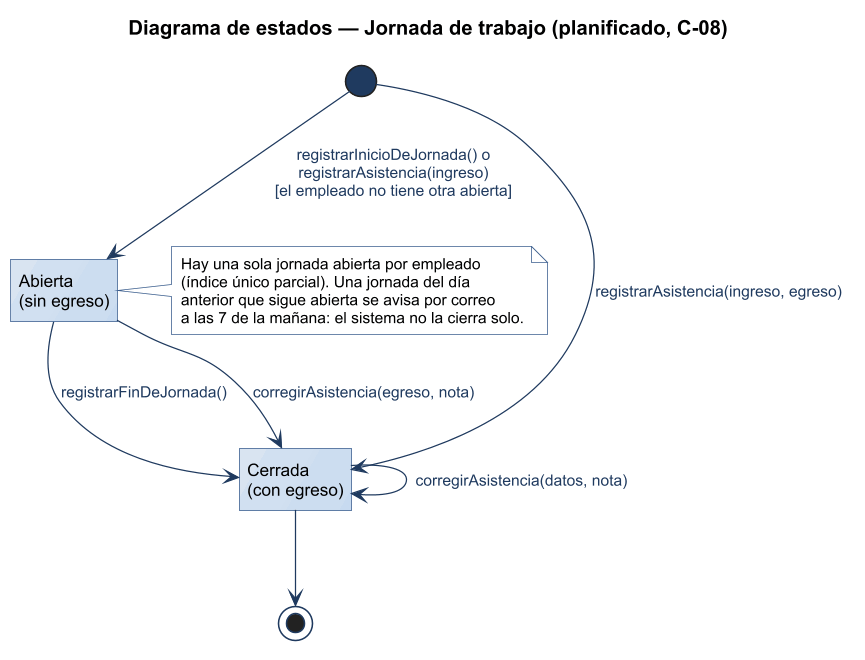 Diagrama de estados — Jornada de trabajo (planificado, C-08)
registrarInicioDeJornada() o
registrarAsistencia(ingreso)
[el empleado no tiene otra abierta]
Abierta
(sin egreso)
Hay una sola jornada abierta por empleado
(índice único parcial). Una jornada del día
anterior que sigue abierta se avisa por correo
a las 7 de la mañana: el sistema no la cierra solo.
registrarAsistencia(ingreso, egreso)
registrarFinDeJornada()
corregirAsistencia(egreso, nota)
Cerrada
(con egreso)
corregirAsistencia(datos, nota)